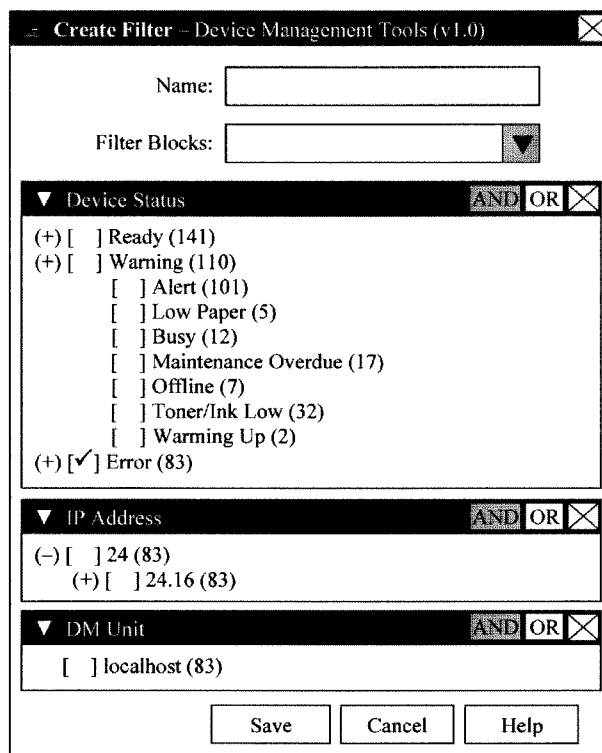 Create Filter – Device Management Tools (v1.0)
Name:
Filter Blocks:
▼ Device Status AND OR
(+) [ ] Ready (141)
(+) [ ] Warning (110)
[ ] Alert (101)
[ ] Low Paper (5)
[ ] Busy (12)
[ ] Maintenance Overdue (17)
[ ] Offline (7)
[ ] Toner/Ink Low (32)
[ ] Warming Up (2)
(+) [✓] Error (83)
▼ IP Address AND OR
(–) [ ] 24 (83)
(+) [ ] 24.16 (83)
▼ DM Unit AND OR
[ ] localhost (83)
Save Cancel Help